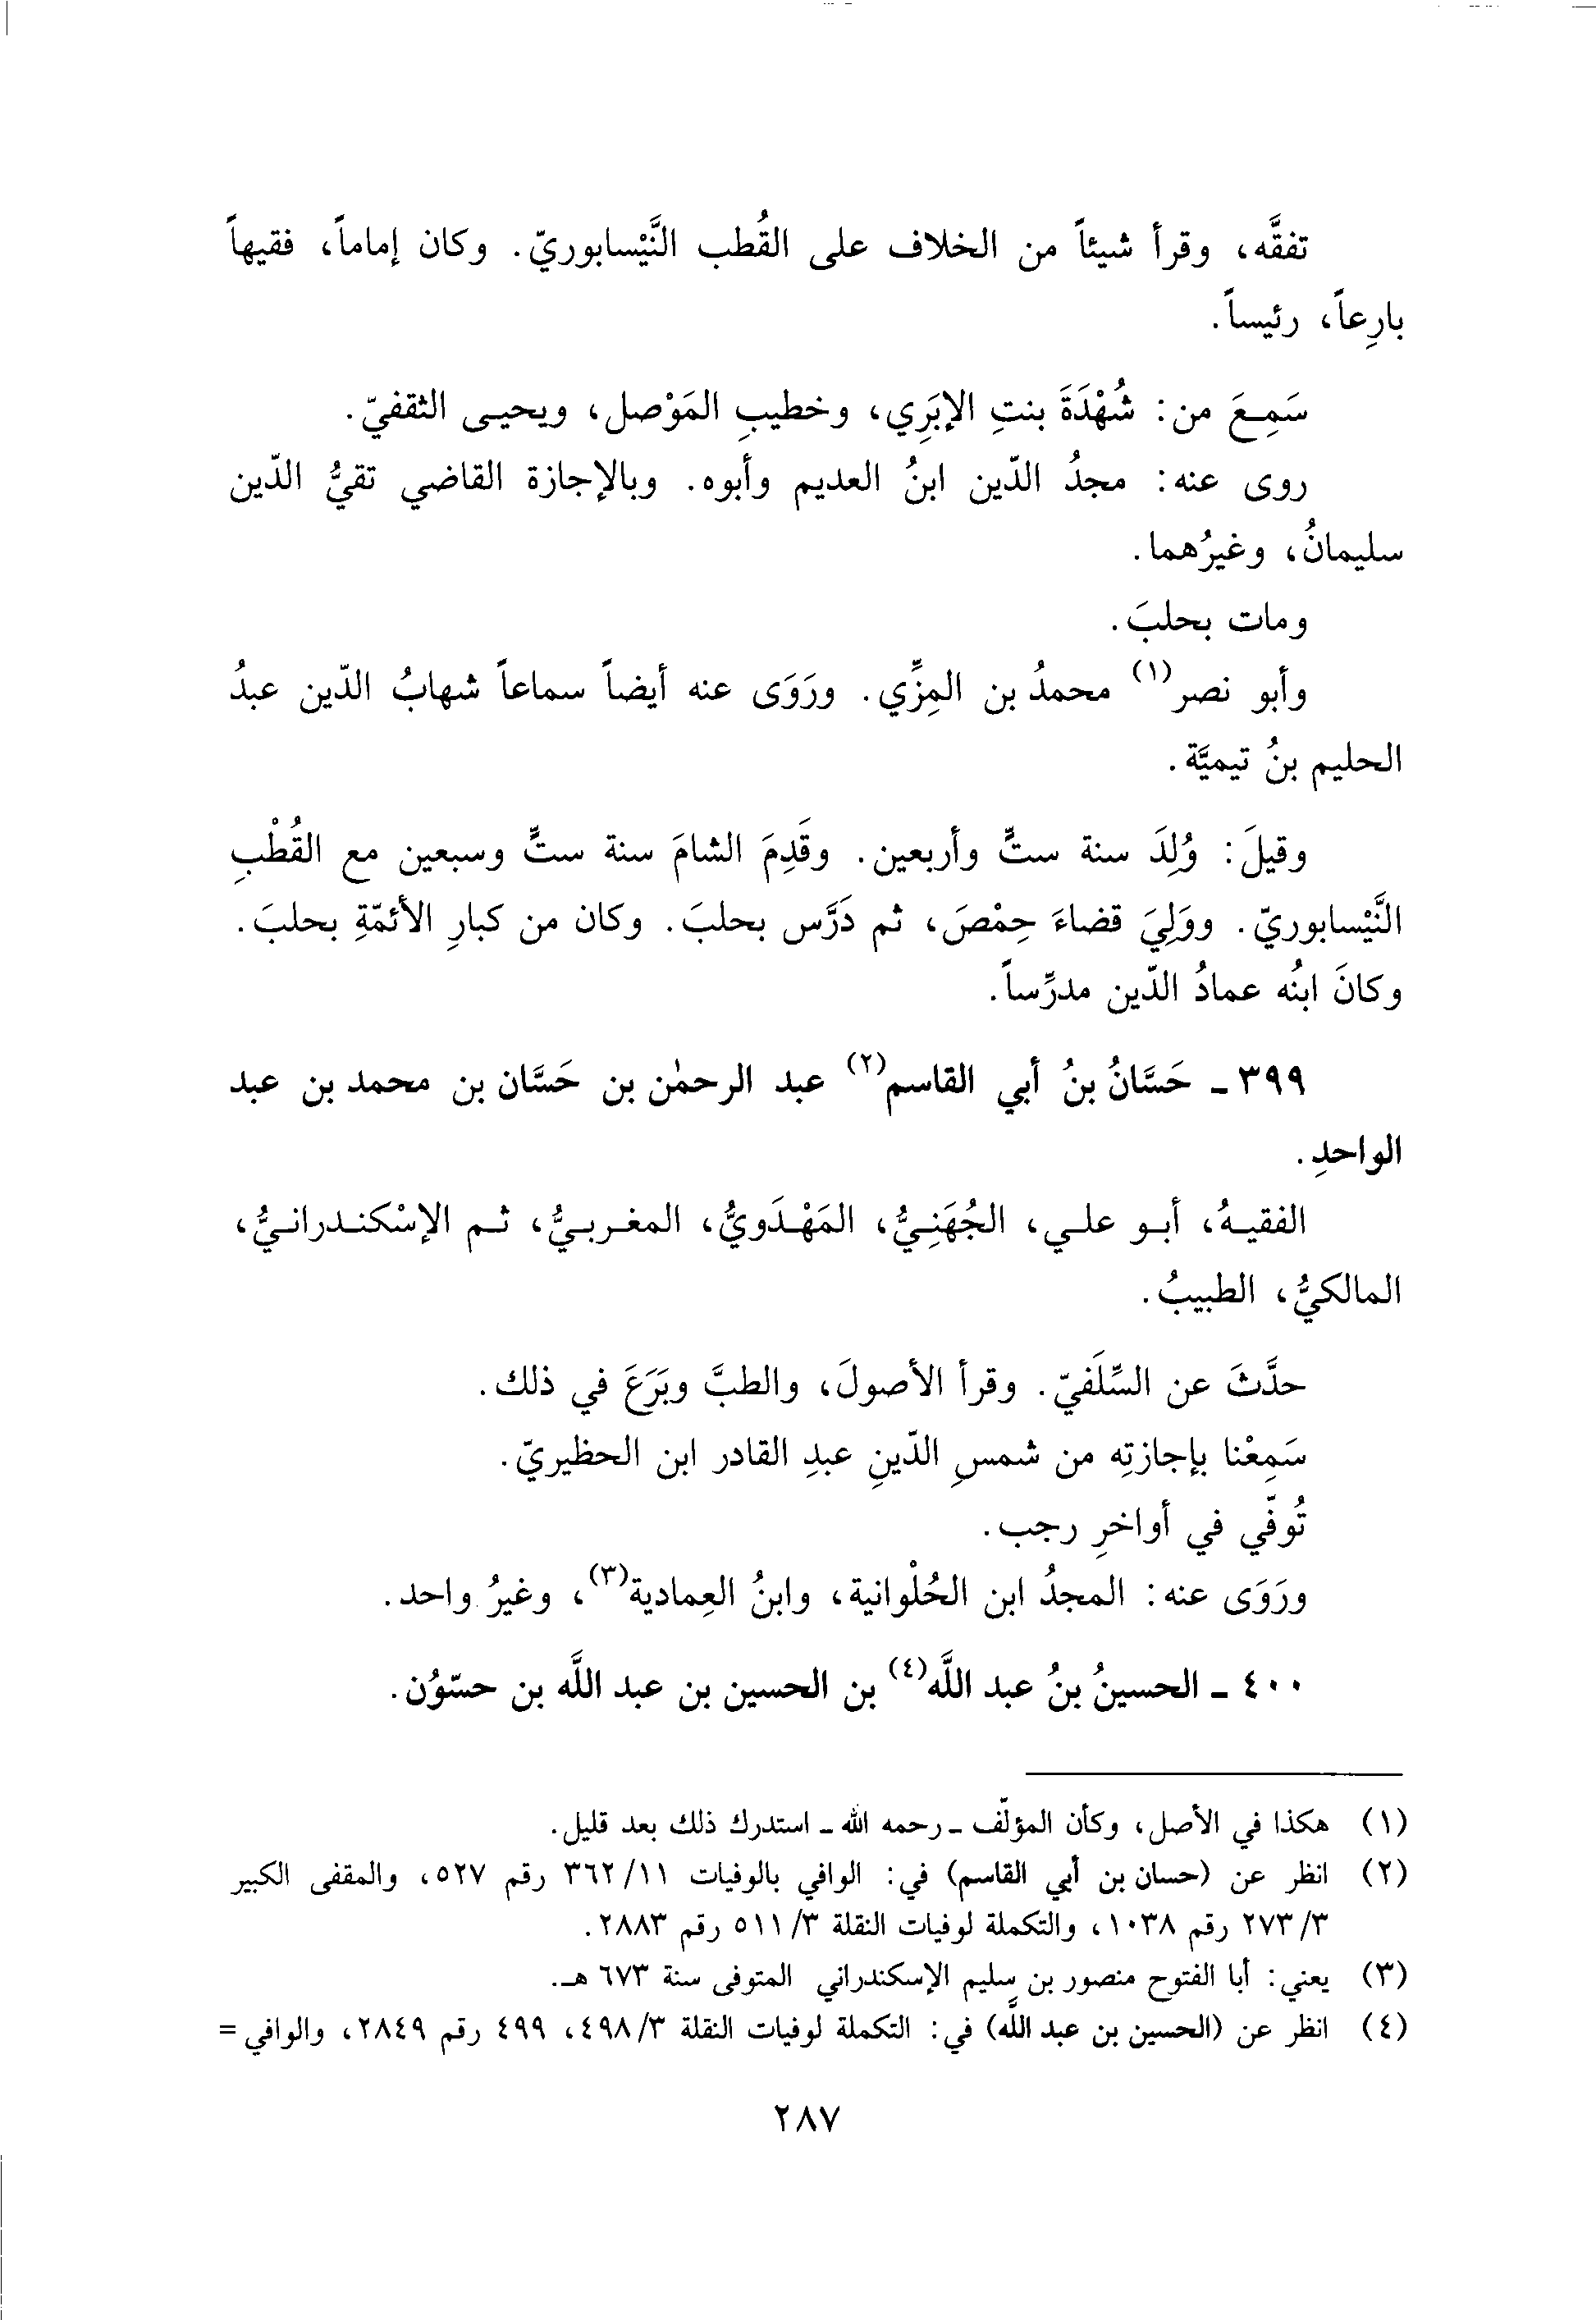 تفقَّه، وقرأ شيئاً من الخلاف على القُطب النَّيْسابوريّ. وكان إماماً، فقيهاً
بارِعاً، رئيساً.
سَمِعَ من: شُهْدَةَ بنتِ الإبَرِي، وخطيبِ المَوْصل، ويحيى الثقفيّ.
روى عنه: مجدُ الدّين ابنُ العديم وأبوه. وبالإجازة القاضي تقيُّ الدّين
سليمانُ، وغيرُهما.
ومات بحلبَ.
وأبو نصر(١) محمدُ بن المِزِّي. ورَوَى عنه أيضاً سماعاً شهابُ الدّين عبدُ
الحليم بنُ تيميَّة.
وقيلَ: وُلِدَ سنة ستٍّ وأربعين. وقَدِمَ الشامَ سنة ستٍّ وسبعين مع القُطْبِ
النَّيْسابوريّ. ووَلِيَ قضاءَ حِمْصَ، ثم دَرَّس بحلبَ. وكان من كبارِ الأئمّةِ بحلبَ.
وكانَ ابنُه عمادُ الدّين مدرِّساً.
٣٩٩ ـ حَسَّانُ بنُ أبي القاسم(٢) عبد الرحمٰن بن حَسَّان بن محمد بن عبد
الواحدِ.
الفقيهُ، أبو علي، الجُهَنِيُّ، المَهْدَويُّ، المغربيُّ، ثم الإسْكندرانيُّ،
المالكيُّ، الطبيبُ.
حدَّثَ عن السِّلَفيّ. وقرأ الأصولَ، والطبَّ وبَرَعَ في ذلك.
سَمِعْنا بإجازتِه من شمسِ الدّينِ عبدِ القادر ابن الحظيريّ.
تُوفّي في أواخرِ رجب.
ورَوَى عنه: المجدُ ابن الحُلْوانية، وابنُ العِمادية(٣)، وغيرُ واحد.
٤٠٠ ـ الحسينُ بنُ عبد اللَّه(٤) بن الحسين بن عبد اللَّه بن حسّوُن.
(١) هكذا في الأصل، وكأن المؤلّف ـ رحمه الله ـ استدرك ذلك بعد قليل.
(٢) انظر عن (حسان بن أبي القاسم) في: الوافي بالوفيات ١١/ ٣٦٢ رقم ٥٢٧، والمقفى الكبير
٣/ ٢٧٣ رقم ١٠٣٨، والتكملة لوفيات النقلة ٣/ ٥١١ رقم ٢٨٨٣.
(٣) يعني: أبا الفتوح منصور بن سليم الإسكندراني المتوفى سنة ٦٧٣ هـ.
(٤) انظر عن (الحسين بن عبد اللَّه) في: التكملة لوفيات النقلة ٣/ ٤٩٨، ٤٩٩ رقم ٢٨٤٩، والوافي =
٢٨٧